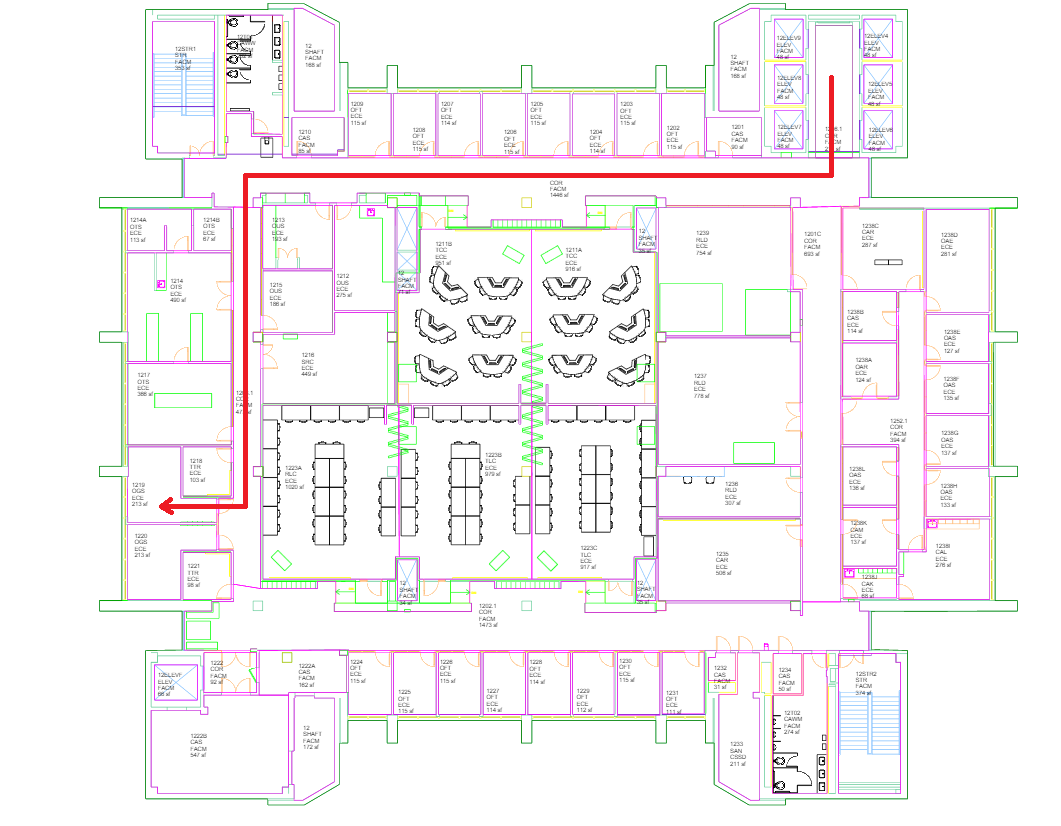 12STR1
STR
FACM
353 sf
12
SHAFT
FACM
168 sf
12
SHAFT
FACM
168 sf
12ELEV9
ELEV
FACM
48 sf
12ELEV4
ELEV
FACM
48 sf
12ELEV8
ELEV
FACM
48 sf
12ELEV5
ELEV
FACM
48 sf
12ELEV7
ELEV
FACM
48 sf
12ELEV6
ELEV
FACM
48 sf
1210
CAS
FACM
85 sf
1209
OFT
ECE
115 sf
1208
OFT
ECE
115 sf
1207
OFT
ECE
114 sf
1206
OFT
ECE
115 sf
1205
OFT
ECE
115 sf
1204
OFT
ECE
114 sf
1203
OFT
ECE
115 sf
1202
OFT
ECE
115 sf
1201
CAS
FACM
90 sf
COR
FACM
1446 sf
1214A
OTS
ECE
113 sf
1214B
OTS
ECE
67 sf
1213
OUS
ECE
193 sf
1214
OTS
ECE
490 sf
1215
OUS
ECE
186 sf
1212
OUS
ECE
275 sf
12
SHAFT
FACM
1211B
TCC
ECE
951 sf
1211A
TCC
ECE
916 sf
12
SHAFT
FACM
1239
RLD
ECE
754 sf
1201C
COR
FACM
693 sf
1238C
CAR
ECE
287 sf
1238D
OAE
ECE
281 sf
1238B
CAS
ECE
114 sf
1238E
OAS
ECE
127 sf
1216
SRC
ECE
449 sf
1217
OTS
ECE
366 sf
COR
FACM
1237
RLD
ECE
778 sf
1238A
OAR
ECE
124 sf
1238F
OAS
ECE
135 sf
1252.1
COR
FACM
394 sf
1238G
OAS
ECE
137 sf
1218
TTR
ECE
103 sf
1219
OGS
ECE
213 sf
1223A
RLC
ECE
1020 sf
1223B
TLC
ECE
979 sf
1236
RLD
ECE
307 sf
1238L
OAS
ECE
136 sf
1238H
OAS
ECE
133 sf
1220
OGS
ECE
213 sf
1221
TTR
ECE
98 sf
1223C
TLC
ECE
917 sf
1235
CAR
ECE
508 sf
1238K
CAM
ECE
137 sf
1238I
CAL
ECE
276 sf
1238J
CAK
ECE
68 sf
12
SHAFT
FACM
34 sf
12
SHAFT
FACM
35 sf
1202.1
COR
FACM
1473 sf
12ELEVF
ELEV
FACM
66 sf
1222
COR
FACM
92 sf
1222A
CAS
FACM
162 sf
1224
OFT
ECE
115 sf
1225
OFT
ECE
115 sf
1226
OFT
ECE
115 sf
1227
OFT
ECE
114 sf
1228
OFT
ECE
114 sf
1229
OFT
ECE
112 sf
1230
OFT
ECE
115 sf
1231
OFT
ECE
111 sf
1232
CAS
FACM
31 sf
1234
CAS
FACM
50 sf
12STR2
STR
FACM
374 sf
1222B
CAS
FACM
547 sf
12
SHAFT
FACM
172 sf
1233
SAN
CSSD
211 sf
12T02
CAWM
FACM
274 sf